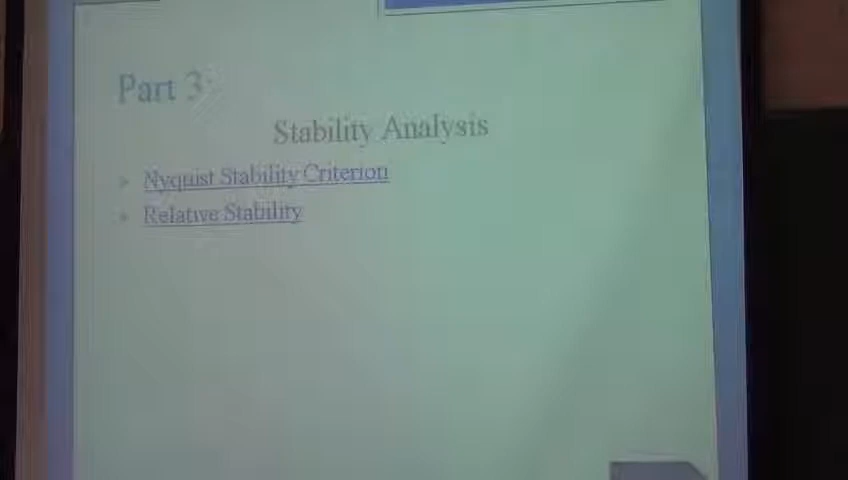 Part 3:
Stability Analysis
Nyquist Stability Criterion
Relative Stability